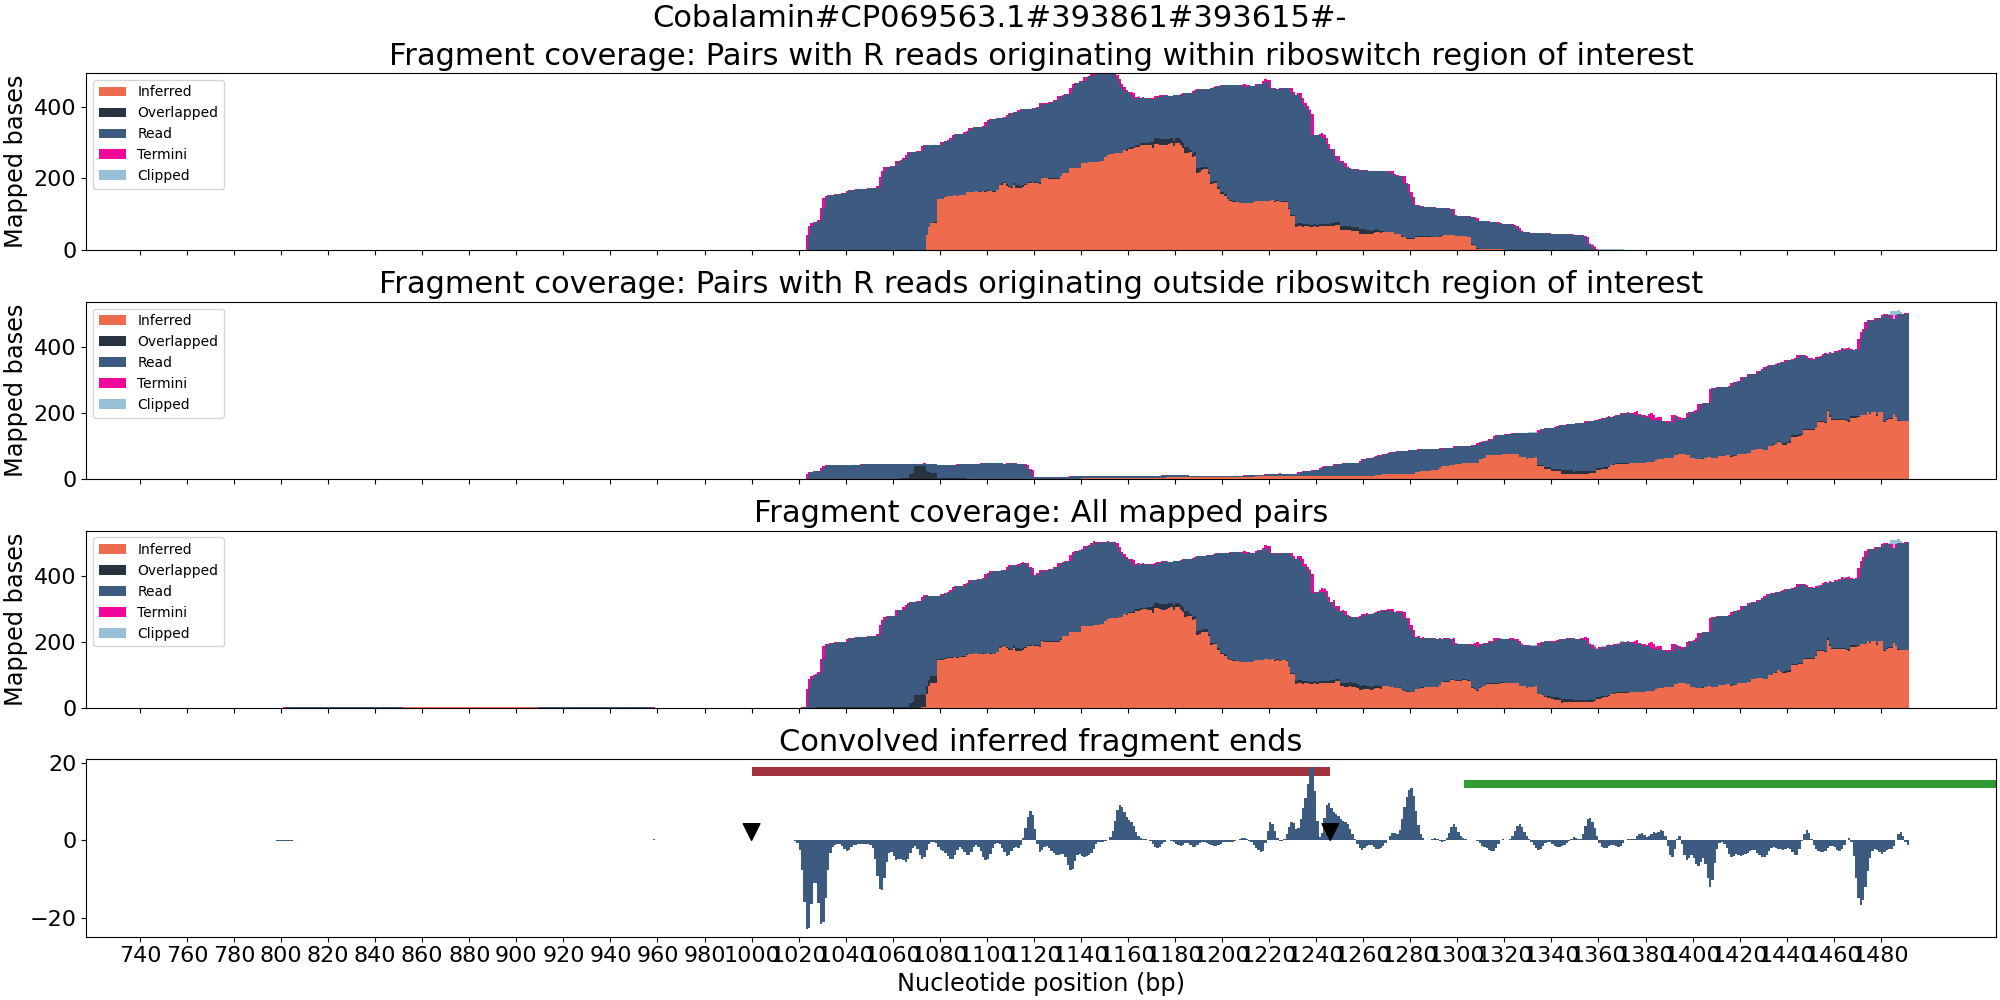 Cobalamin#CP069563.1#393861#393615#-
Fragment coverage: Pairs with R reads originating within riboswitch region of interest
Mapped bases
400
200
0
Inferred
Overlapped
Read
Termini
Clipped
Fragment coverage: Pairs with R reads originating outside riboswitch region of interest
Mapped bases
400
200
0
Inferred
Overlapped
Read
Termini
Clipped
Fragment coverage: All mapped pairs
Mapped bases
400
200
0
Inferred
Overlapped
Read
Termini
Clipped
Convolved inferred fragment ends
20
0
−20
740 760 780 800 820 840 860 880 900 920 940 960 980 1000 1020 1040 1060 1080 1100 1120 1140 1160 1180 1200 1220 1240 1260 1280 1300 1320 1340 1360 1380 1400 1420 1440 1460 1480
Nucleotide position (bp)